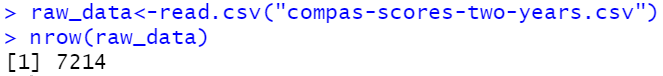 > raw_data<-read.csv("compas-scores-two-years.csv")
> nrow(raw_data)
[1] 7214